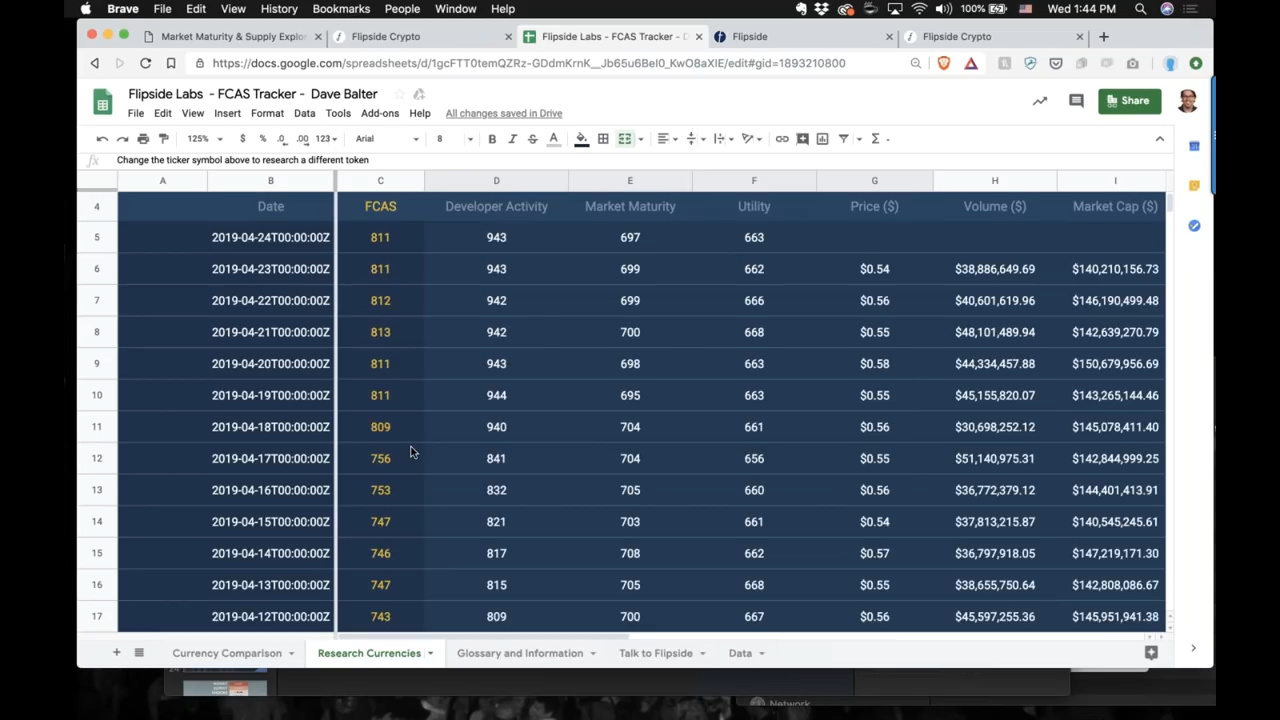 Brave File Edit View History Bookmarks People Window Help 100% Wed 1:44 PM
Market Maturity & Supply Explo × Flipside Crypto × Flipside Labs - FCAS Tracker - D × Flipside × Flipside Crypto × +
https://docs.google.com/spreadsheets/d/1gcFTT0temQZRz-GDdmKrnK__Jb65u6BeI0_KwO8aXlE/edit#gid=1893210800
Flipside Labs - FCAS Tracker - Dave Balter
File Edit View Insert Format Data Tools Add-ons Help All changes saved in Drive Share
125% $ % .0 .00 123 Arial 8 B I S A Σ
fx Change the ticker symbol above to research a different token
A B C D E F G H I
4 Date FCAS Developer Activity Market Maturity Utility Price ($) Volume ($) Market Cap ($)
5 2019-04-24T00:00:00Z 811 943 697 663
6 2019-04-23T00:00:00Z 811 943 699 662 $0.54 $38,886,649.69 $140,210,156.73
7 2019-04-22T00:00:00Z 812 942 699 666 $0.56 $40,601,619.96 $146,190,499.48
8 2019-04-21T00:00:00Z 813 942 700 668 $0.55 $48,101,489.94 $142,639,270.79
9 2019-04-20T00:00:00Z 811 943 698 663 $0.58 $44,334,457.88 $150,679,956.69
10 2019-04-19T00:00:00Z 811 944 695 663 $0.55 $45,155,820.07 $143,265,144.46
11 2019-04-18T00:00:00Z 809 940 704 661 $0.56 $30,698,252.12 $145,078,411.40
12 2019-04-17T00:00:00Z 756 841 704 656 $0.55 $51,140,975.31 $142,844,999.25
13 2019-04-16T00:00:00Z 753 832 705 660 $0.56 $36,772,379.12 $144,401,413.91
14 2019-04-15T00:00:00Z 747 821 703 661 $0.54 $37,813,215.87 $140,545,245.61
15 2019-04-14T00:00:00Z 746 817 708 662 $0.57 $36,797,918.05 $147,219,171.30
16 2019-04-13T00:00:00Z 747 815 705 668 $0.55 $38,655,750.64 $142,808,086.67
17 2019-04-12T00:00:00Z 743 809 700 667 $0.56 $45,597,255.36 $145,951,941.38
+ Currency Comparison Research Currencies Glossary and Information Talk to Flipside Data
Network